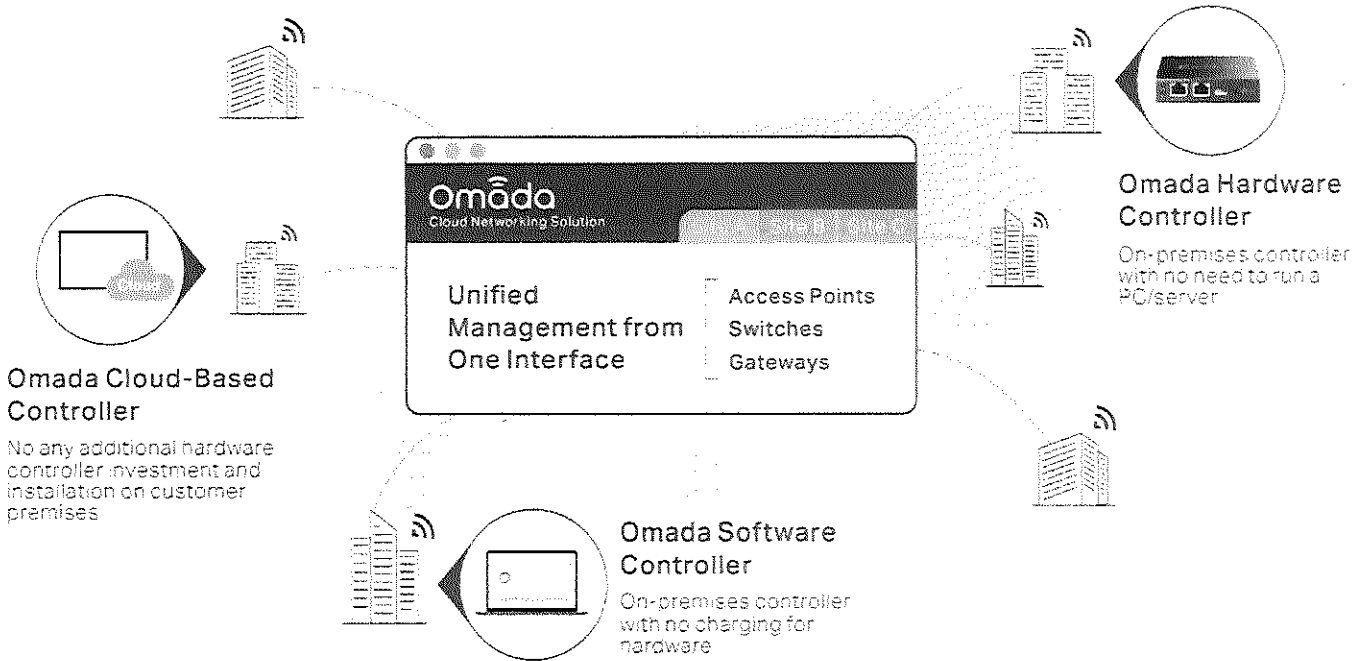 Omada
Cloud Networking Solution
Unified
Management from
One Interface
Access Points
Switches
Gateways
Omada Hardware
Controller
On-premises controller
with no need to run a
PC/server
Omada Cloud-Based
Controller
No any additional hardware
controller investment and
installation on customer
premises
Omada Software
Controller
On-premises controller
with no charging for
hardware